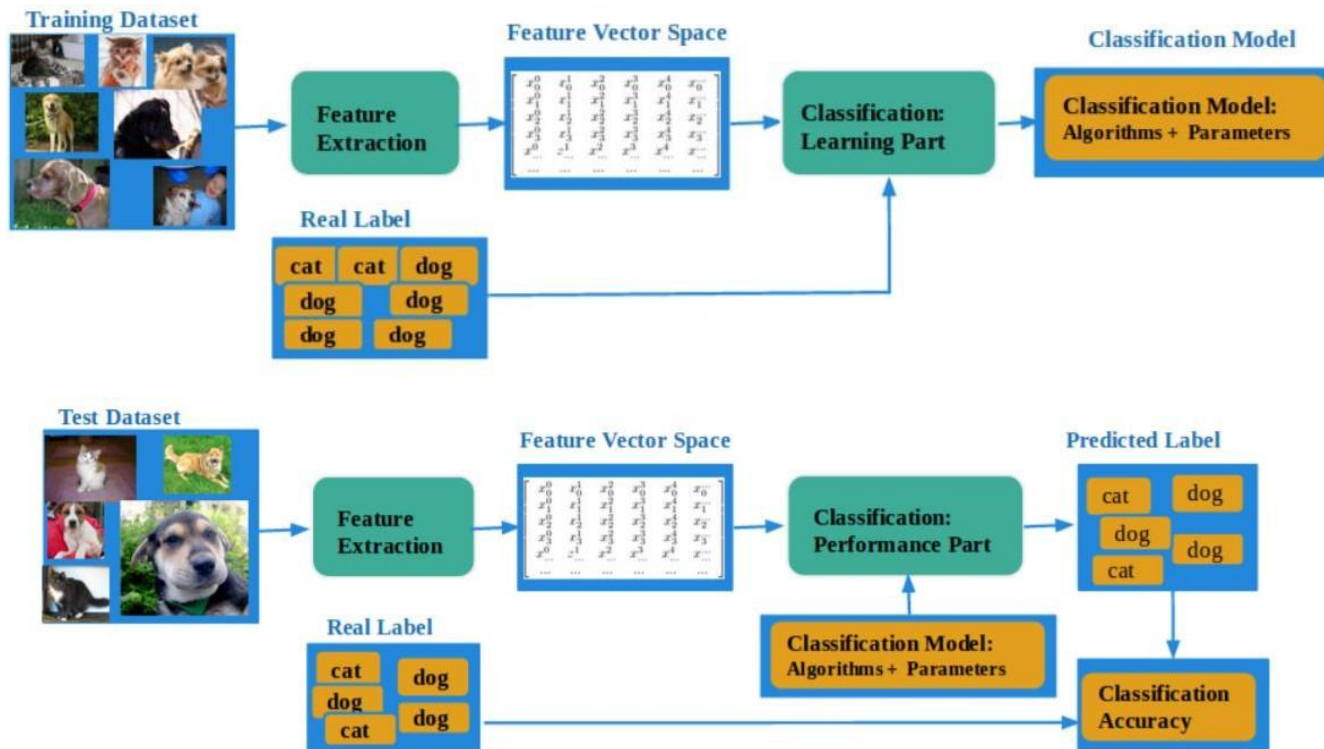 Training Dataset
Feature Vector Space
Classification Model
Feature
Extraction
Classification:
Learning Part
Classification Model:
Algorithms + Parameters
Real Label
cat cat dog
dog dog
dog dog
Test Dataset
Feature Vector Space
Predicted Label
Feature
Extraction
Classification:
Performance Part
cat dog
dog
dog
cat
Real Label
cat dog
dog
cat dog
Classification Model:
Algorithms + Parameters
Classification
Accuracy